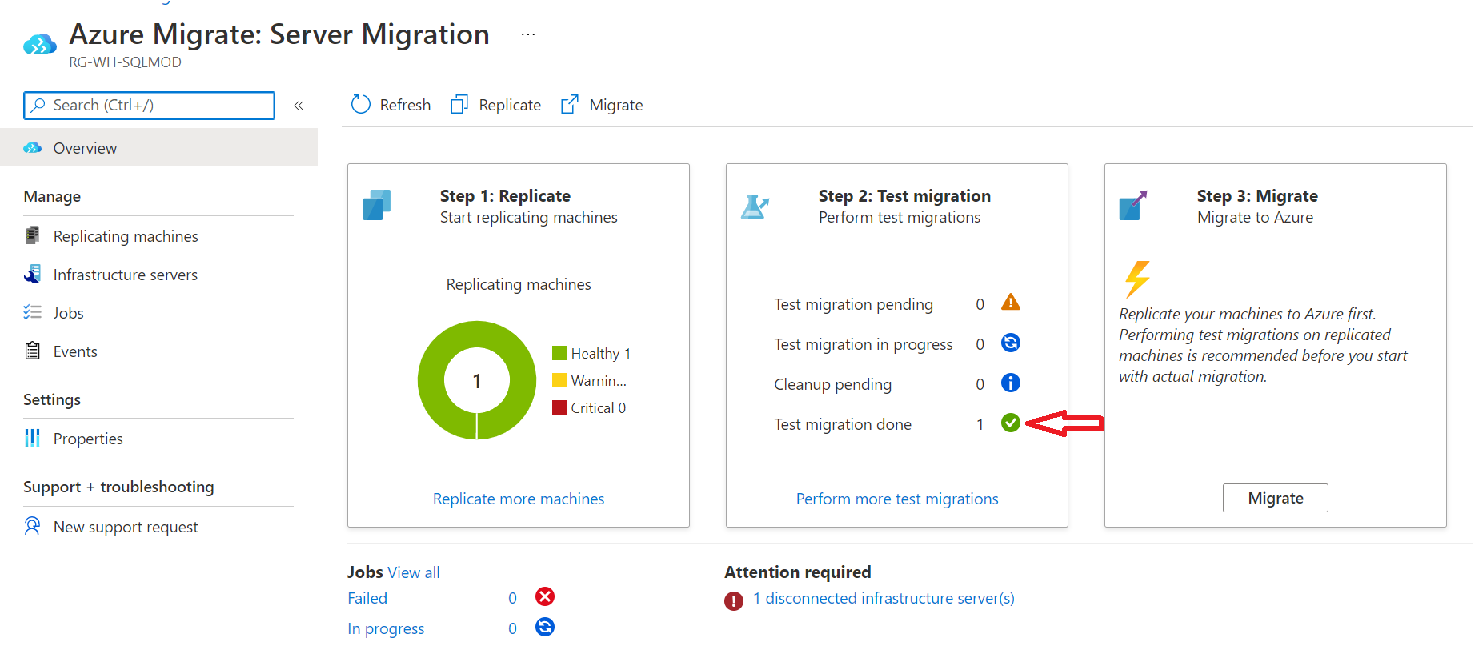 Azure Migrate: Server Migration ...
RG-WH-SQLMOD
Search (Ctrl+/)
«
Refresh
Replicate
Migrate
Overview
Manage
Replicating machines
Infrastructure servers
Jobs
Events
Settings
Properties
Support + troubleshooting
New support request
Step 1: Replicate
Start replicating machines
Replicating machines
1
Healthy 1
Warnin...
Critical 0
Replicate more machines
Step 2: Test migration
Perform test migrations
Test migration pending 0
Test migration in progress 0
Cleanup pending 0
Test migration done 1
Perform more test migrations
Step 3: Migrate
Migrate to Azure
Replicate your machines to Azure first.
Performing test migrations on replicated
machines is recommended before you start
with actual migration.
Migrate
Jobs View all
Failed 0
In progress 0
Attention required
1 disconnected infrastructure server(s)